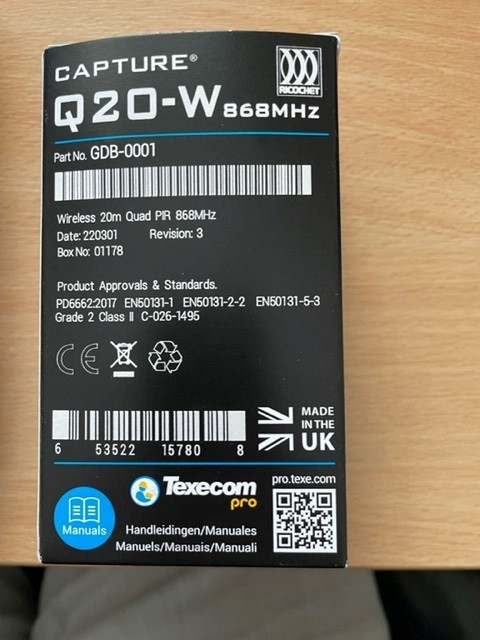 CAPTURE®
RICOCHET
Q20-W 868MHz
Part No. GDB-0001
Wireless 20m Quad PIR 868MHz
Date: 220301 Revision: 3
Box No: 01178
Product Approvals & Standards.
PD6662:2017 EN50131-1 EN50131-2-2 EN50131-5-3
Grade 2 Class II C-026-1495
CE
6 53522 15780 8
MADE
IN THE
UK
Texecom
pro
pro.texe.com
Manuals
Handleidingen/Manuales
Manuels/Manuais/Manuali